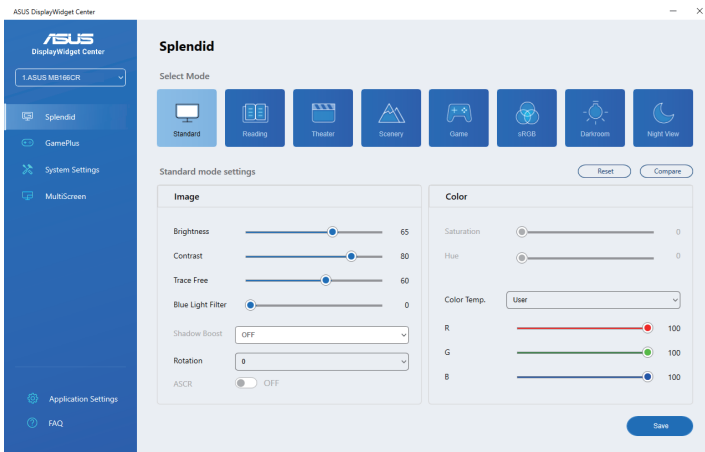 ASUS DisplayWidget Center
ASUS
DisplayWidget Center
1.ASUS MB166CR
Splendid
GamePlus
System Settings
MultiScreen
Application Settings
FAQ
Splendid
Select Mode
Standard
Reading
Theater
Scenery
Game
sRGB
Darkroom
Night View
Standard mode settings
Reset
Compare
Image
Brightness 65
Contrast 80
Trace Free 60
Blue Light Filter 0
Shadow Boost OFF
Rotation 0
ASCR OFF
Color
Saturation 0
Hue 0
Color Temp. User
R 100
G 100
B 100
Save